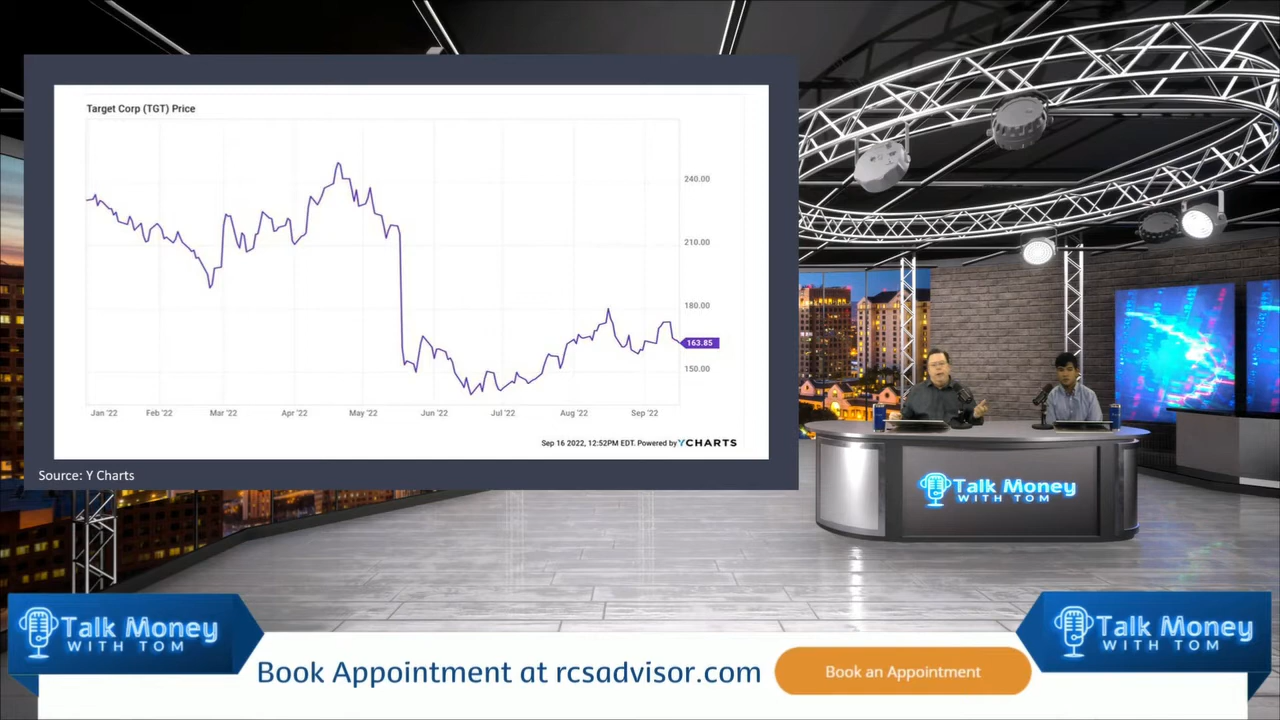 Target Corp (TGT) Price
240.00
210.00
180.00
163.85
150.00
Jan '22 Feb '22 Mar '22 Apr '22 May '22 Jun '22 Jul '22 Aug '22 Sep '22
Sep 16 2022, 12:52PM EDT. Powered by YCHARTS
Source: Y Charts
Talk Money
WITH TOM
Talk Money
WITH TOM
Book Appointment at rcsadvisor.com
Book an Appointment
Talk Money
WITH TOM